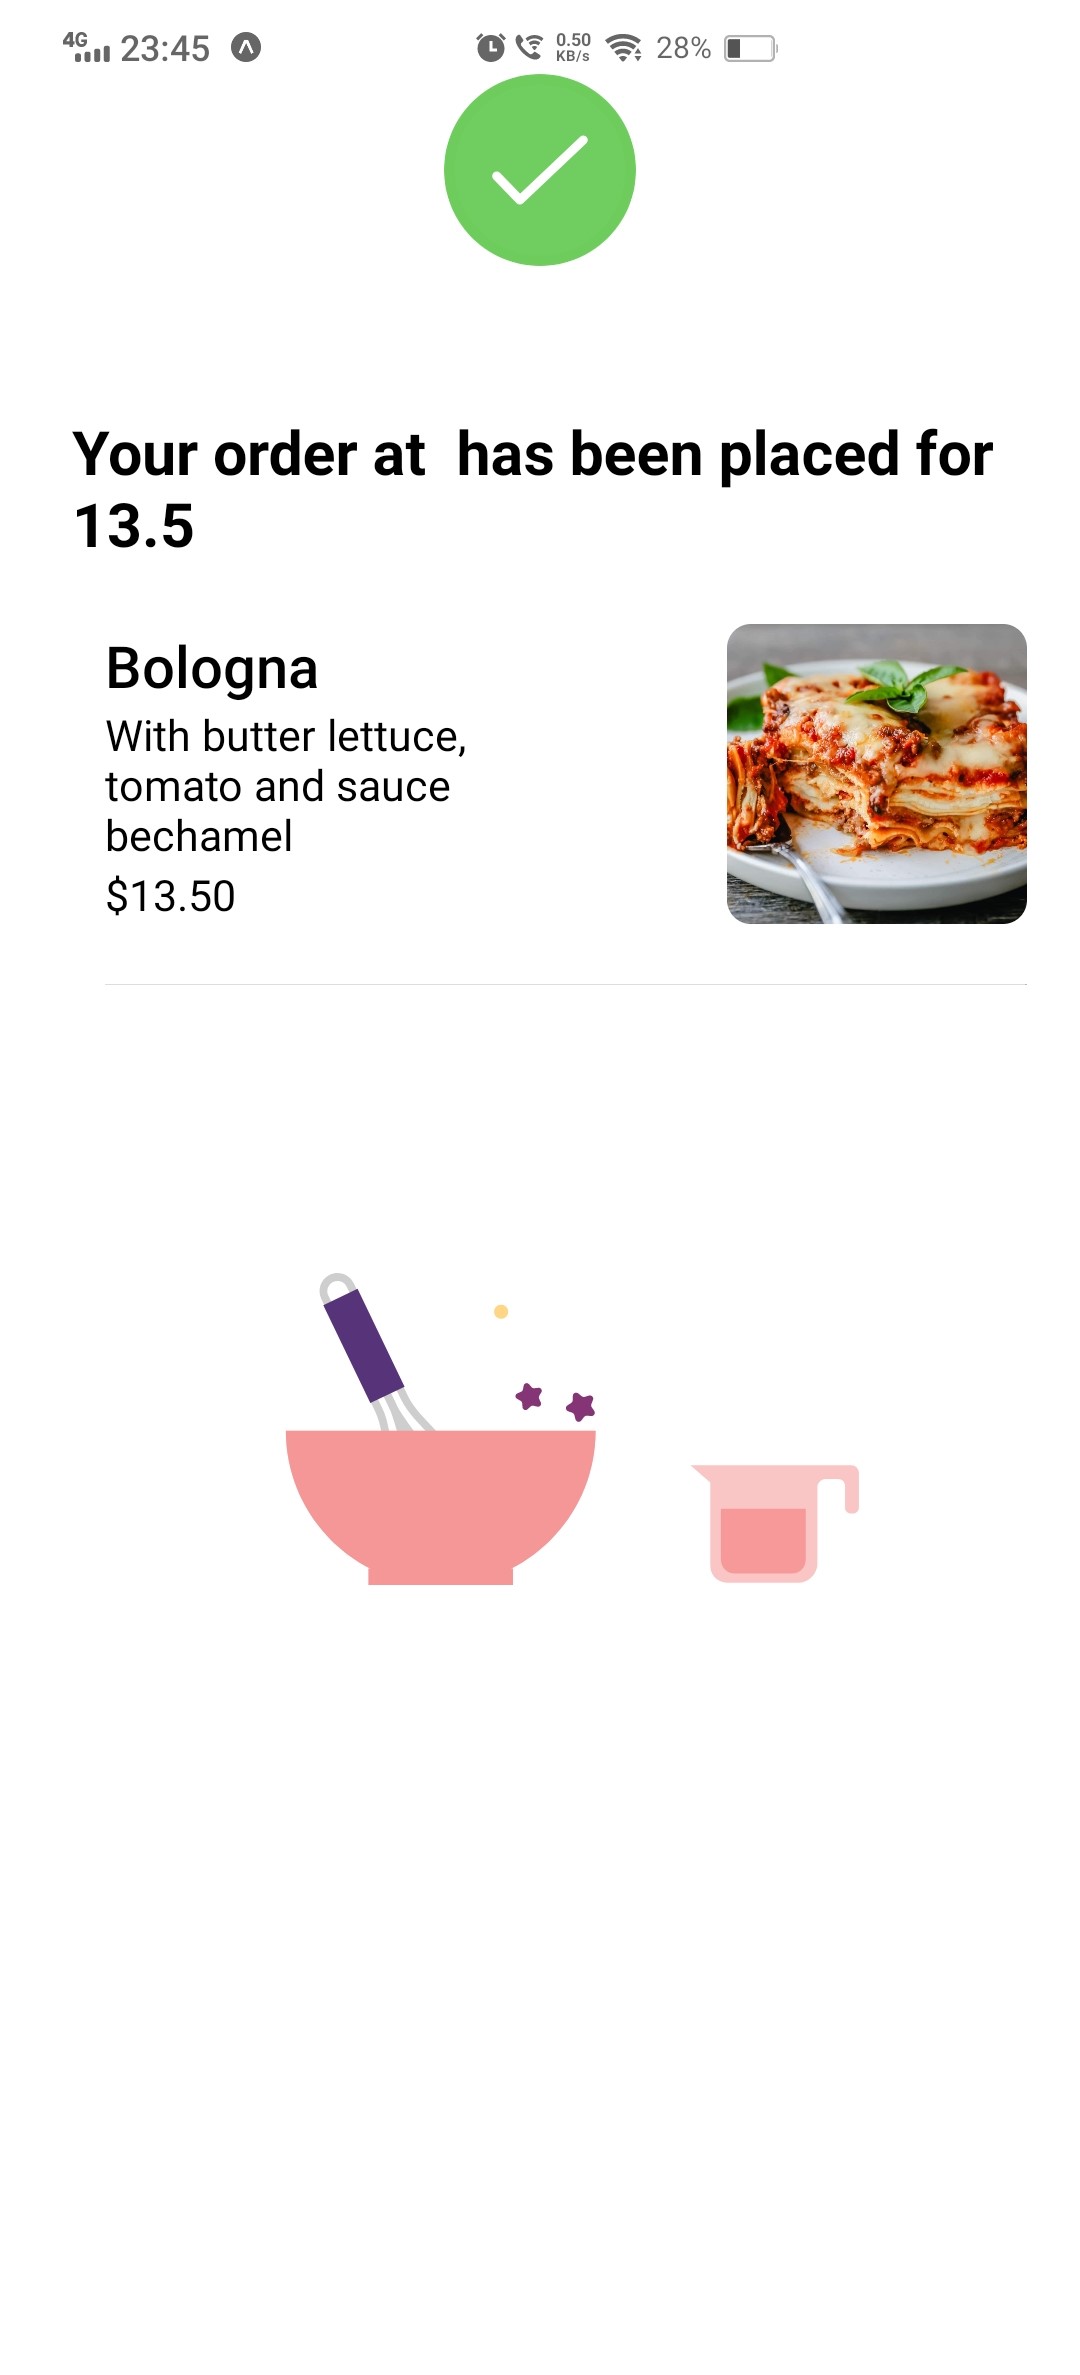 4G 23:45 0.50 KB/s 28%
Your order at  has been placed for
13.5
Bologna
With butter lettuce,
tomato and sauce
bechamel
$13.50